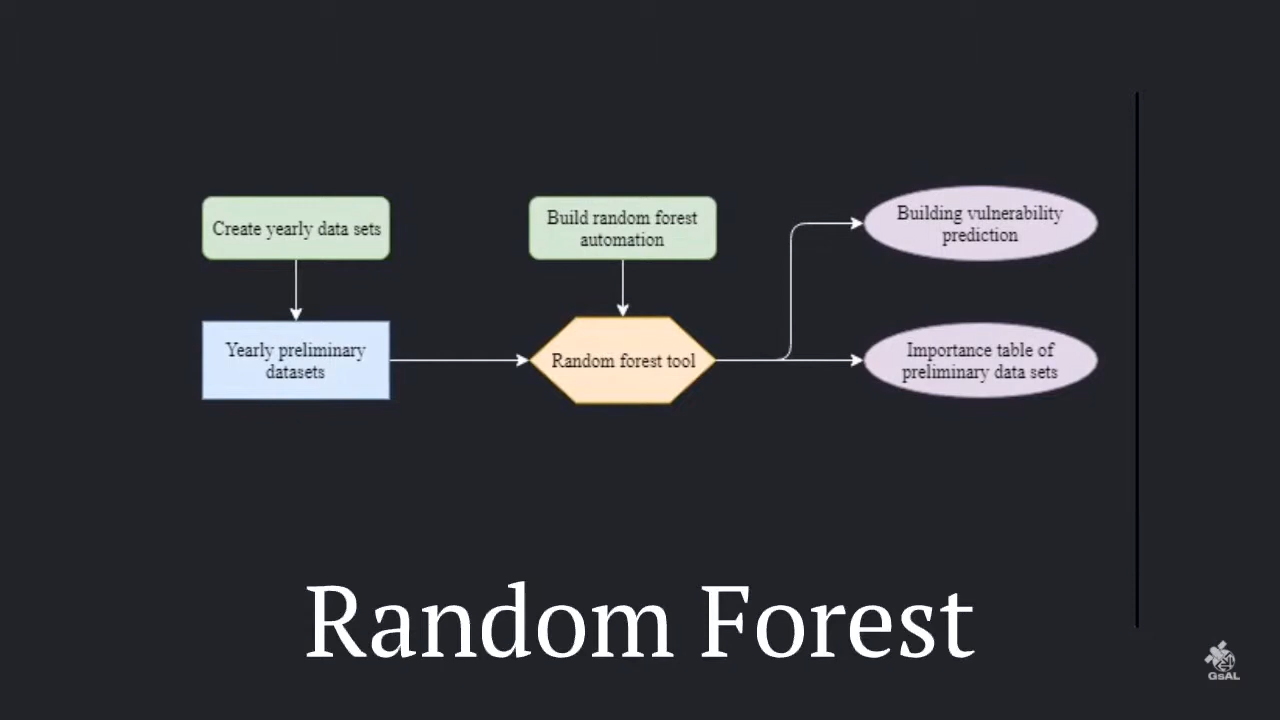 Create yearly data sets
Build random forest
automation
Building vulnerability
prediction
Yearly preliminary
datasets
Random forest tool
Importance table of
preliminary data sets
Random Forest
GsAL